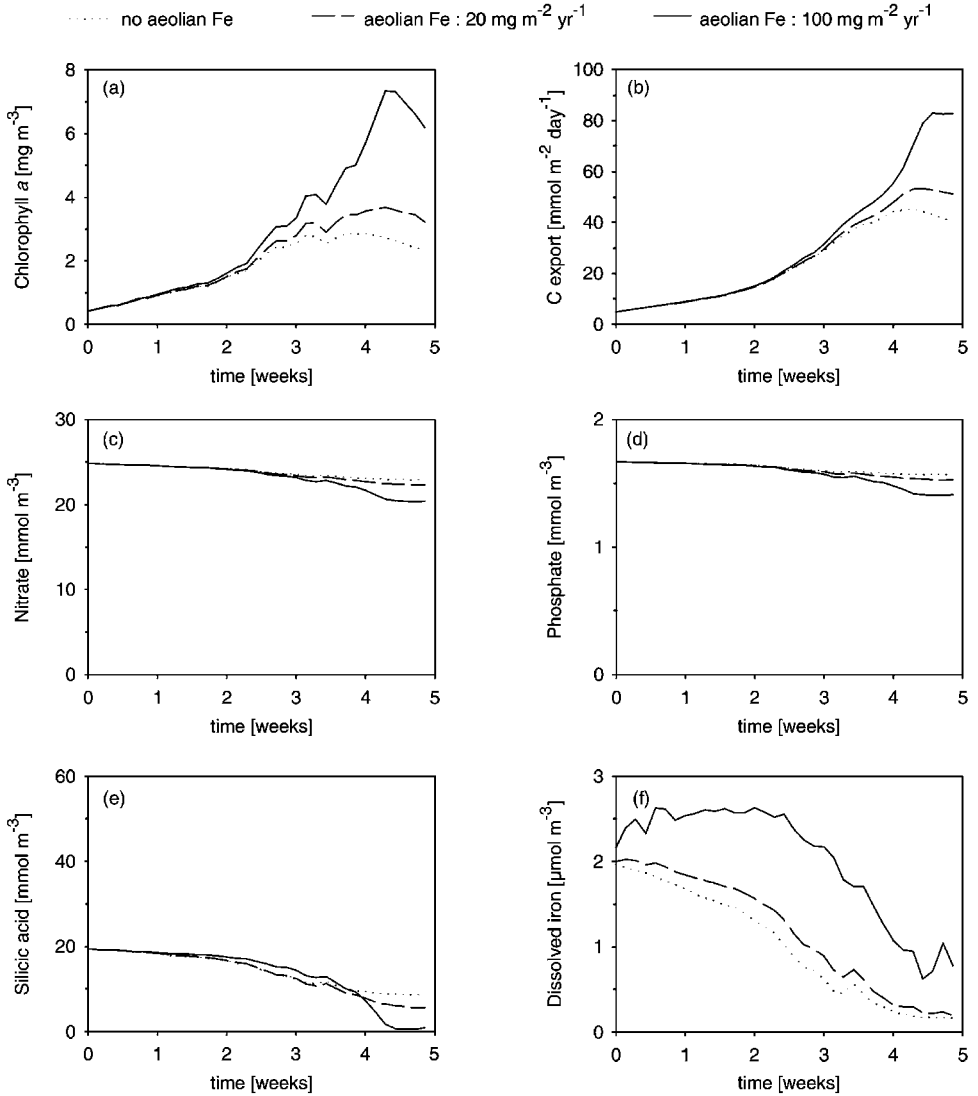 no aeolian Fe
aeolian Fe : 20 mg m⁻² yr⁻¹
aeolian Fe : 100 mg m⁻² yr⁻¹
(a)
Chlorophyll a [mg m⁻³]
8
6
4
2
0
0 1 2 3 4 5
time [weeks]
(b)
C export [mmol m⁻² day⁻¹]
100
80
60
40
20
0
0 1 2 3 4 5
time [weeks]
(c)
Nitrate [mmol m⁻³]
30
20
10
0
0 1 2 3 4 5
time [weeks]
(d)
Phosphate [mmol m⁻³]
2
1
0
0 1 2 3 4 5
time [weeks]
(e)
Silicic acid [mmol m⁻³]
60
40
20
0
0 1 2 3 4 5
time [weeks]
(f)
Dissolved iron [µmol m⁻³]
3
2
1
0
0 1 2 3 4 5
time [weeks]